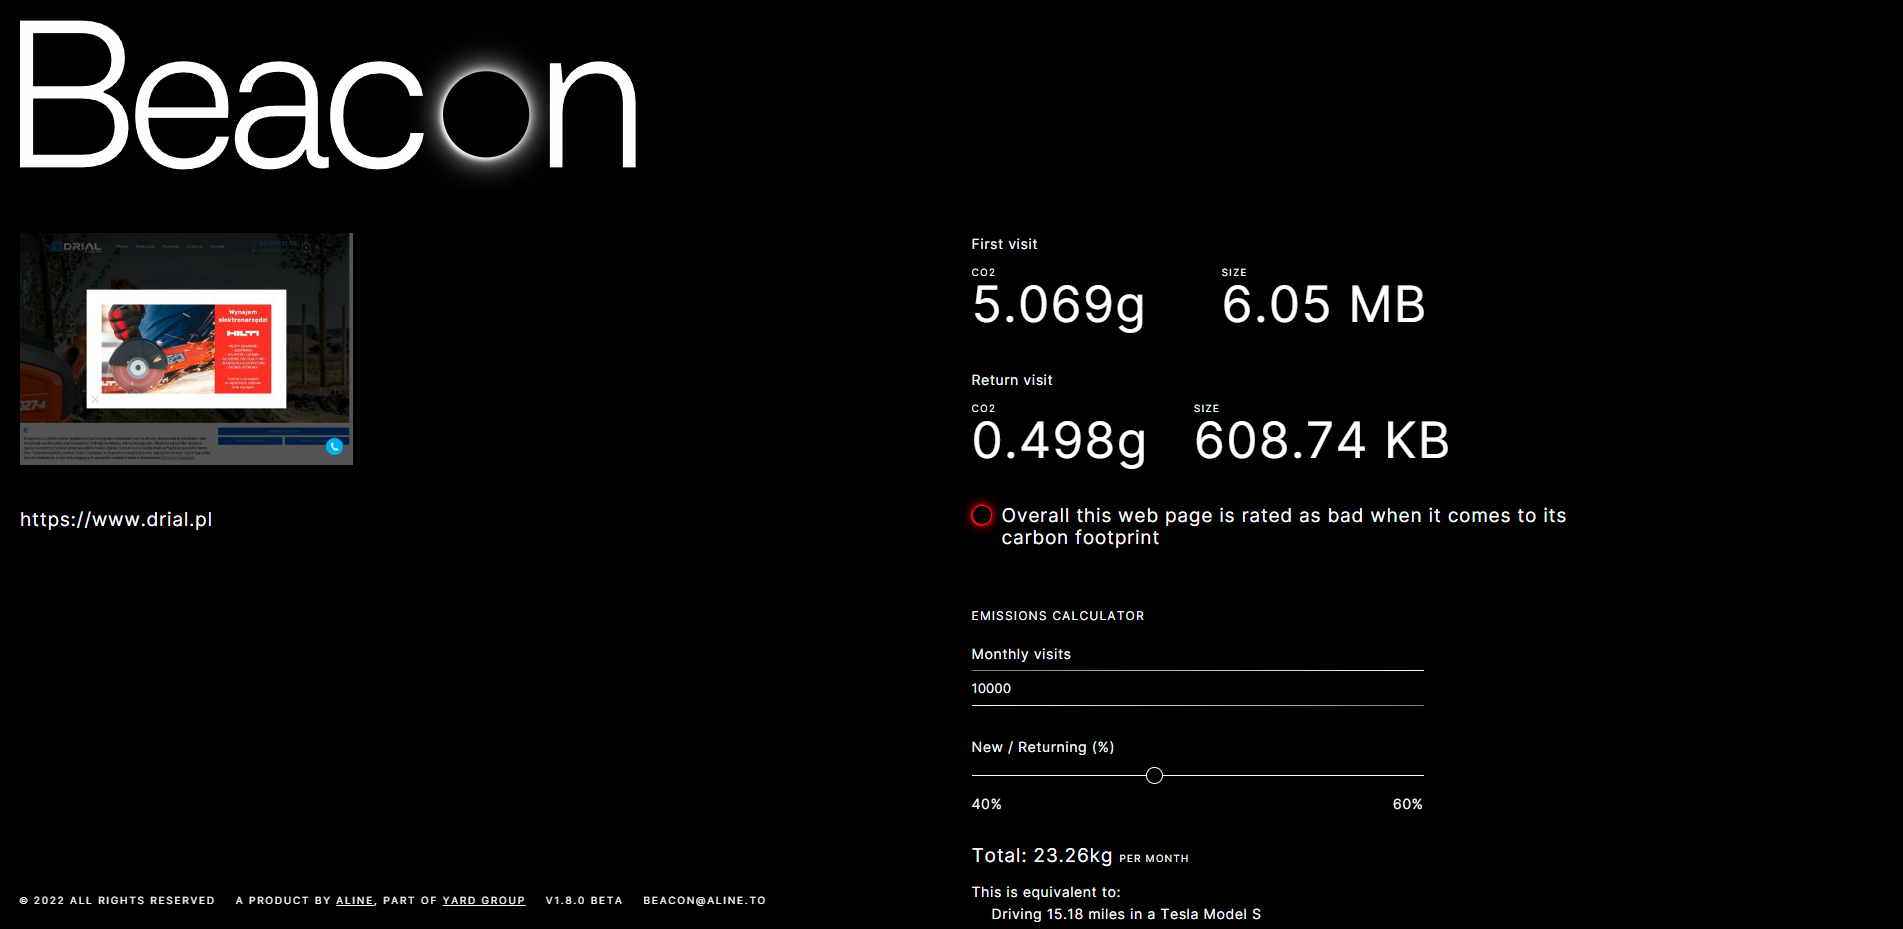 Beacon
DRIAL
Wynajem
elektronarzędzi
HILTI
https://www.drial.pl
First visit
CO2 SIZE
5.069g 6.05 MB
Return visit
CO2 SIZE
0.498g 608.74 KB
Overall this web page is rated as bad when it comes to its
carbon footprint
EMISSIONS CALCULATOR
Monthly visits
10000
New / Returning (%)
40% 60%
Total: 23.26kg PER MONTH
This is equivalent to:
Driving 15.18 miles in a Tesla Model S
© 2022 ALL RIGHTS RESERVED A PRODUCT BY ALINE, PART OF YARD GROUP V1.8.0 BETA BEACON@ALINE.TO